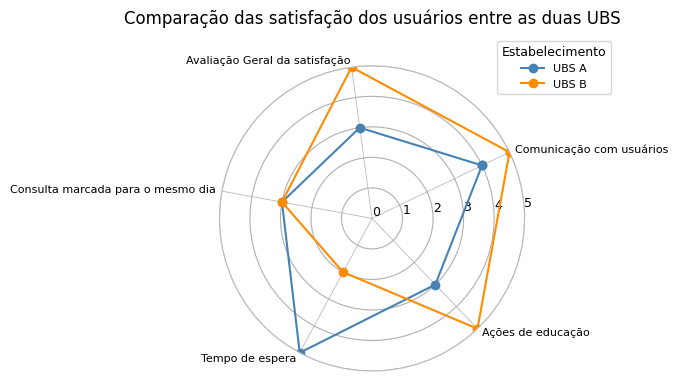 Comparação das satisfação dos usuários entre as duas UBS
Estabelecimento
UBS A
UBS B
Avaliação Geral da satisfação
Comunicação com usuários
Consulta marcada para o mesmo dia
0
1
2
3
4
5
Ações de educação
Tempo de espera